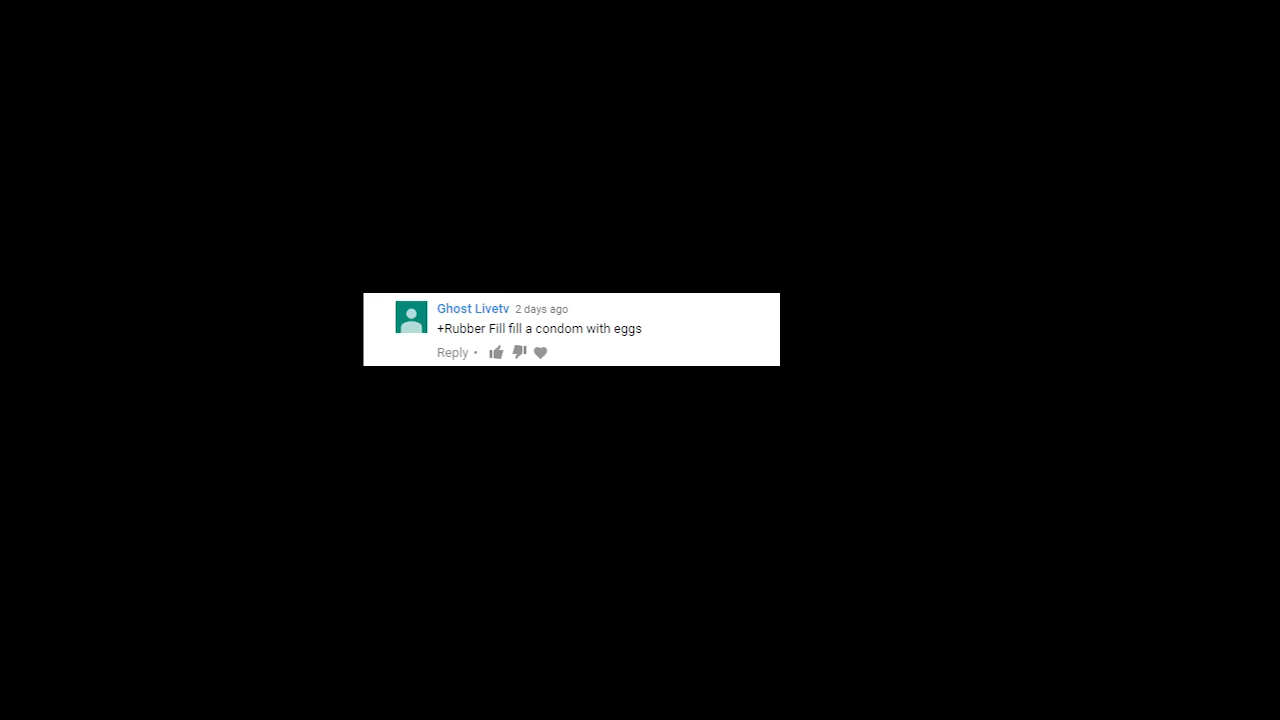 Ghost Livetv 2 days ago
+Rubber Fill fill a condom with eggs
Reply •